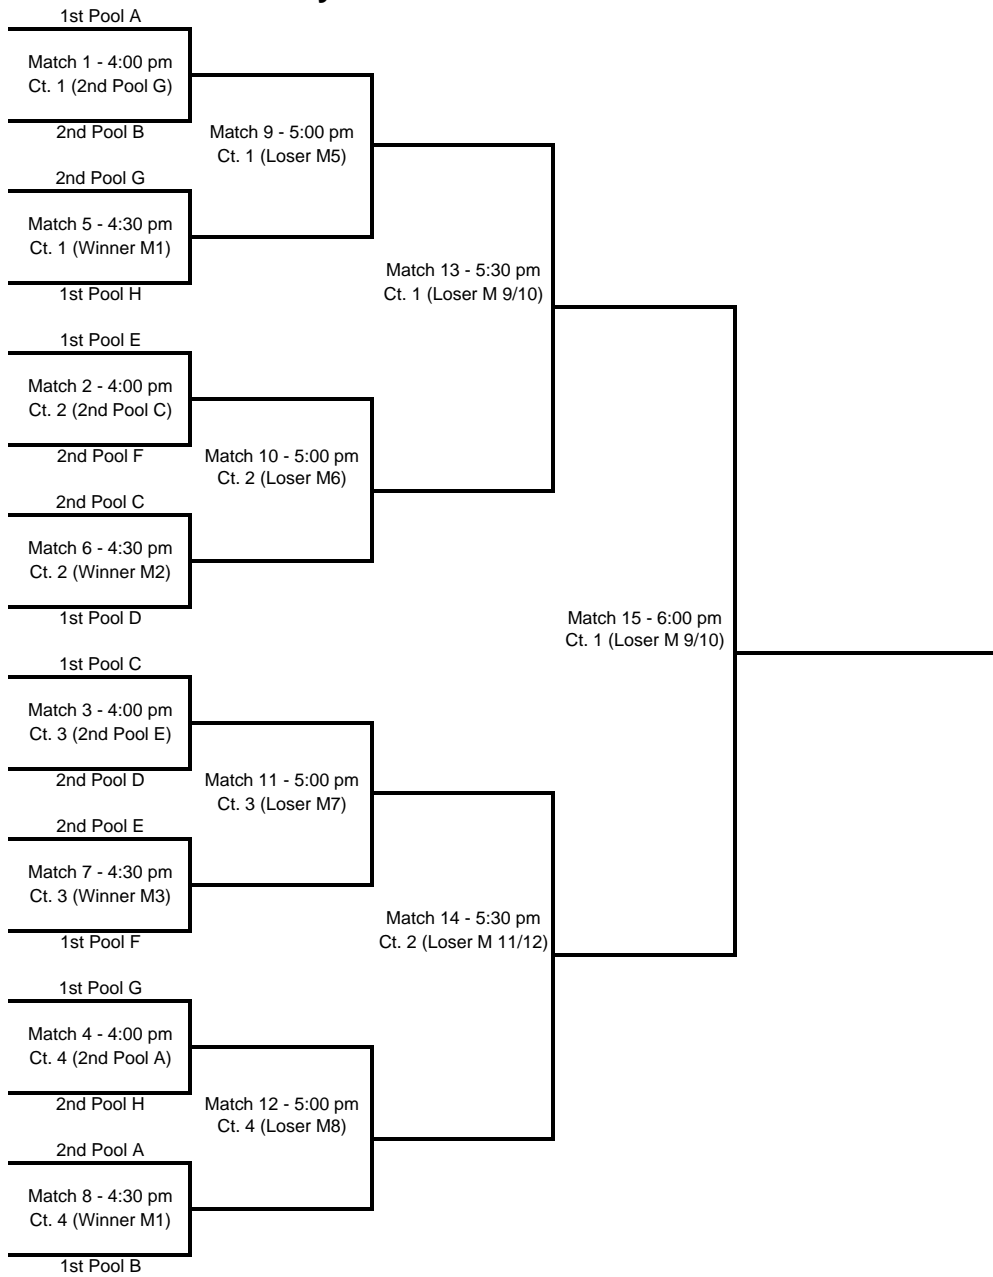 1st Pool A
Match 1 - 4:00 pm
Ct. 1 (2nd Pool G)
2nd Pool B
Match 9 - 5:00 pm
Ct. 1 (Loser M5)
2nd Pool G
Match 5 - 4:30 pm
Ct. 1 (Winner M1)
1st Pool H
Match 13 - 5:30 pm
Ct. 1 (Loser M 9/10)
1st Pool E
Match 2 - 4:00 pm
Ct. 2 (2nd Pool C)
2nd Pool F
Match 10 - 5:00 pm
Ct. 2 (Loser M6)
2nd Pool C
Match 6 - 4:30 pm
Ct. 2 (Winner M2)
1st Pool D
Match 15 - 6:00 pm
Ct. 1 (Loser M 9/10)
1st Pool C
Match 3 - 4:00 pm
Ct. 3 (2nd Pool E)
2nd Pool D
Match 11 - 5:00 pm
Ct. 3 (Loser M7)
2nd Pool E
Match 7 - 4:30 pm
Ct. 3 (Winner M3)
1st Pool F
Match 14 - 5:30 pm
Ct. 2 (Loser M 11/12)
1st Pool G
Match 4 - 4:00 pm
Ct. 4 (2nd Pool A)
2nd Pool H
Match 12 - 5:00 pm
Ct. 4 (Loser M8)
2nd Pool A
Match 8 - 4:30 pm
Ct. 4 (Winner M1)
1st Pool B